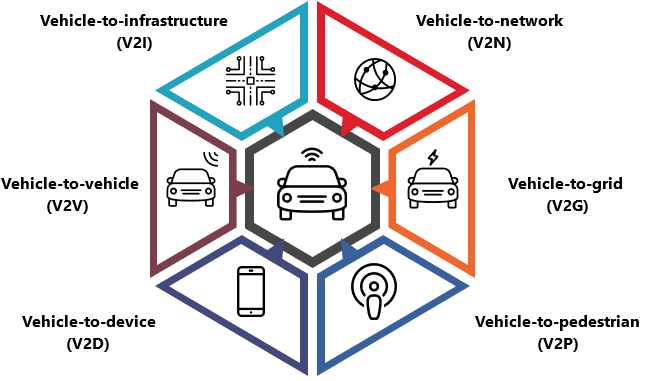 Vehicle-to-infrastructure
(V2I)
Vehicle-to-network
(V2N)
Vehicle-to-vehicle
(V2V)
Vehicle-to-grid
(V2G)
Vehicle-to-device
(V2D)
Vehicle-to-pedestrian
(V2P)